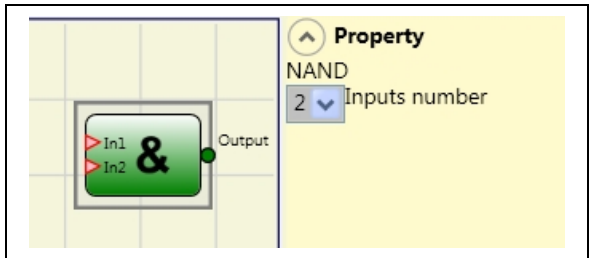 Property
NAND
2 Inputs number
In1
In2
&
Output